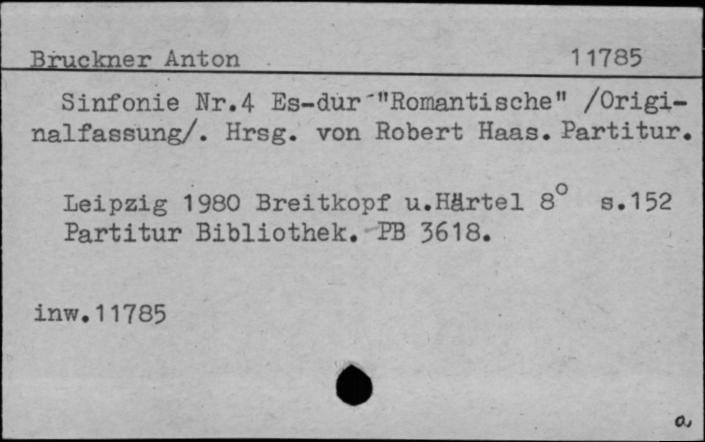 Bruckner Anton 11785
Sinfonie Nr.4 Es-dur "Romantische" /Origi-
nalfassung/. Hrsg. von Robert Haas. Partitur.
Leipzig 1980 Breitkopf u.Härtel 8° s.152
Partitur Bibliothek. PB 3618.
inw.11785
a